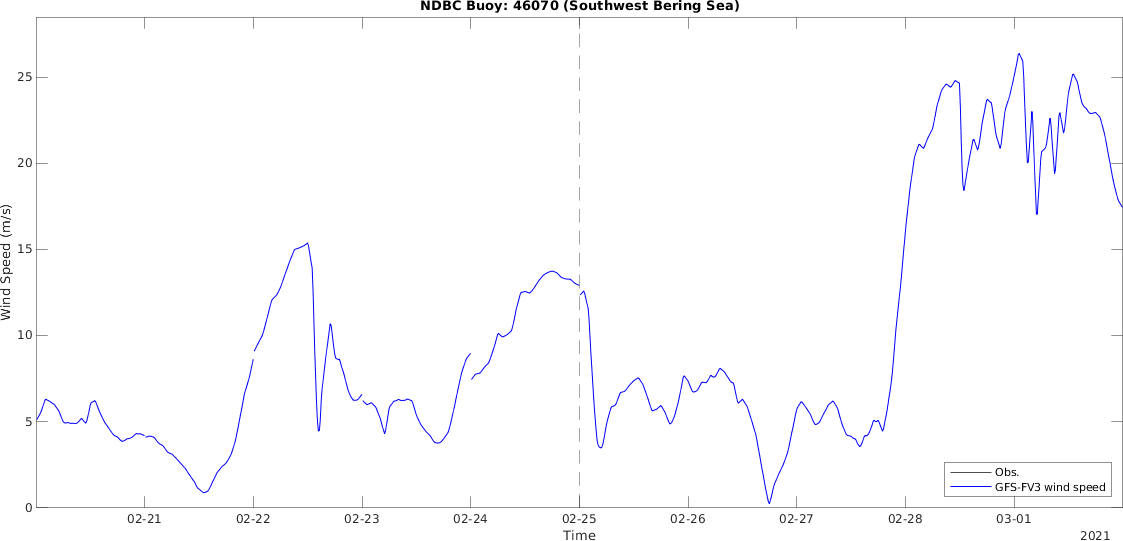 NDBC Buoy: 46070 (Southwest Bering Sea)
Wind Speed (m/s)
25
20
15
10
5
0
Obs.
GFS-FV3 wind speed
02-21 02-22 02-23 02-24 02-25 02-26 02-27 02-28 03-01
Time
2021